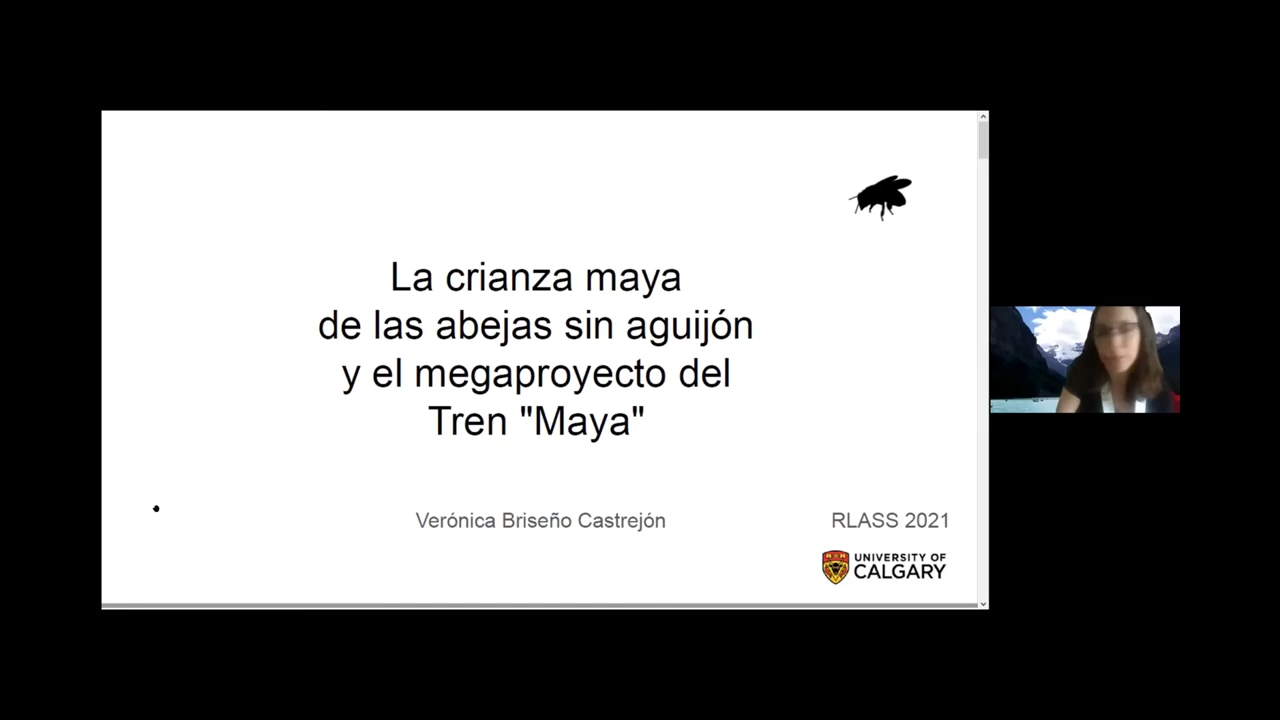 La crianza maya
de las abejas sin aguijón
y el megaproyecto del
Tren "Maya"
Verónica Briseño Castrejón
RLASS 2021
UNIVERSITY OF
CALGARY